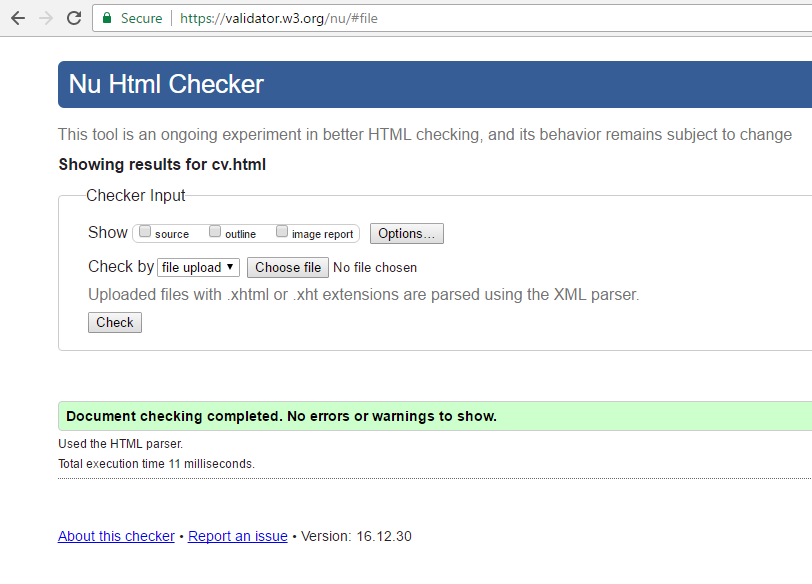 Secure https://validator.w3.org/nu/#file
Nu Html Checker
This tool is an ongoing experiment in better HTML checking, and its behavior remains subject to change
Showing results for cv.html
Checker Input
Show source outline image report Options...
Check by file upload ▼ Choose file No file chosen
Uploaded files with .xhtml or .xht extensions are parsed using the XML parser.
Check
Document checking completed. No errors or warnings to show.
Used the HTML parser.
Total execution time 11 milliseconds.
About this checker • Report an issue • Version: 16.12.30